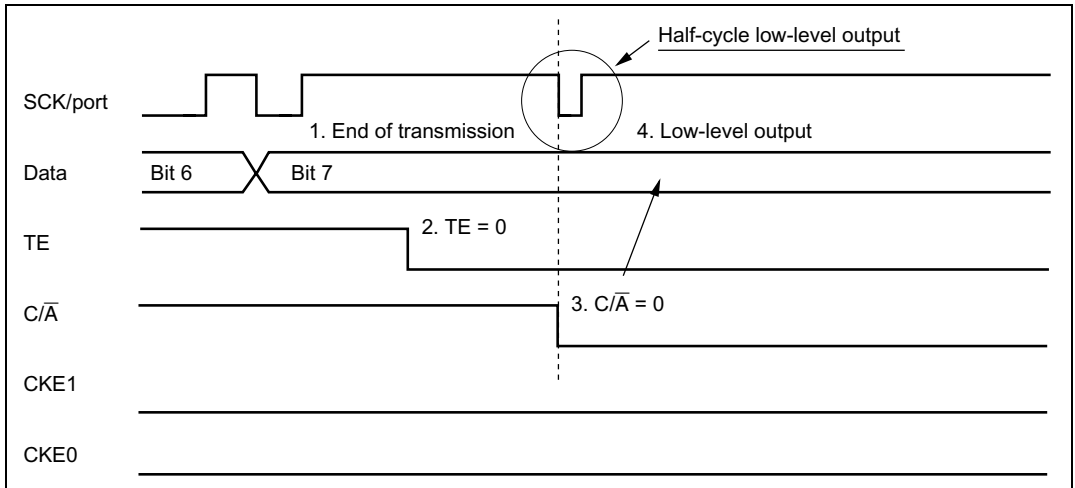 Half-cycle low-level output
SCK/port
1. End of transmission
4. Low-level output
Data
Bit 6
Bit 7
TE
2. TE = 0
C/A̅
3. C/A̅ = 0
CKE1
CKE0